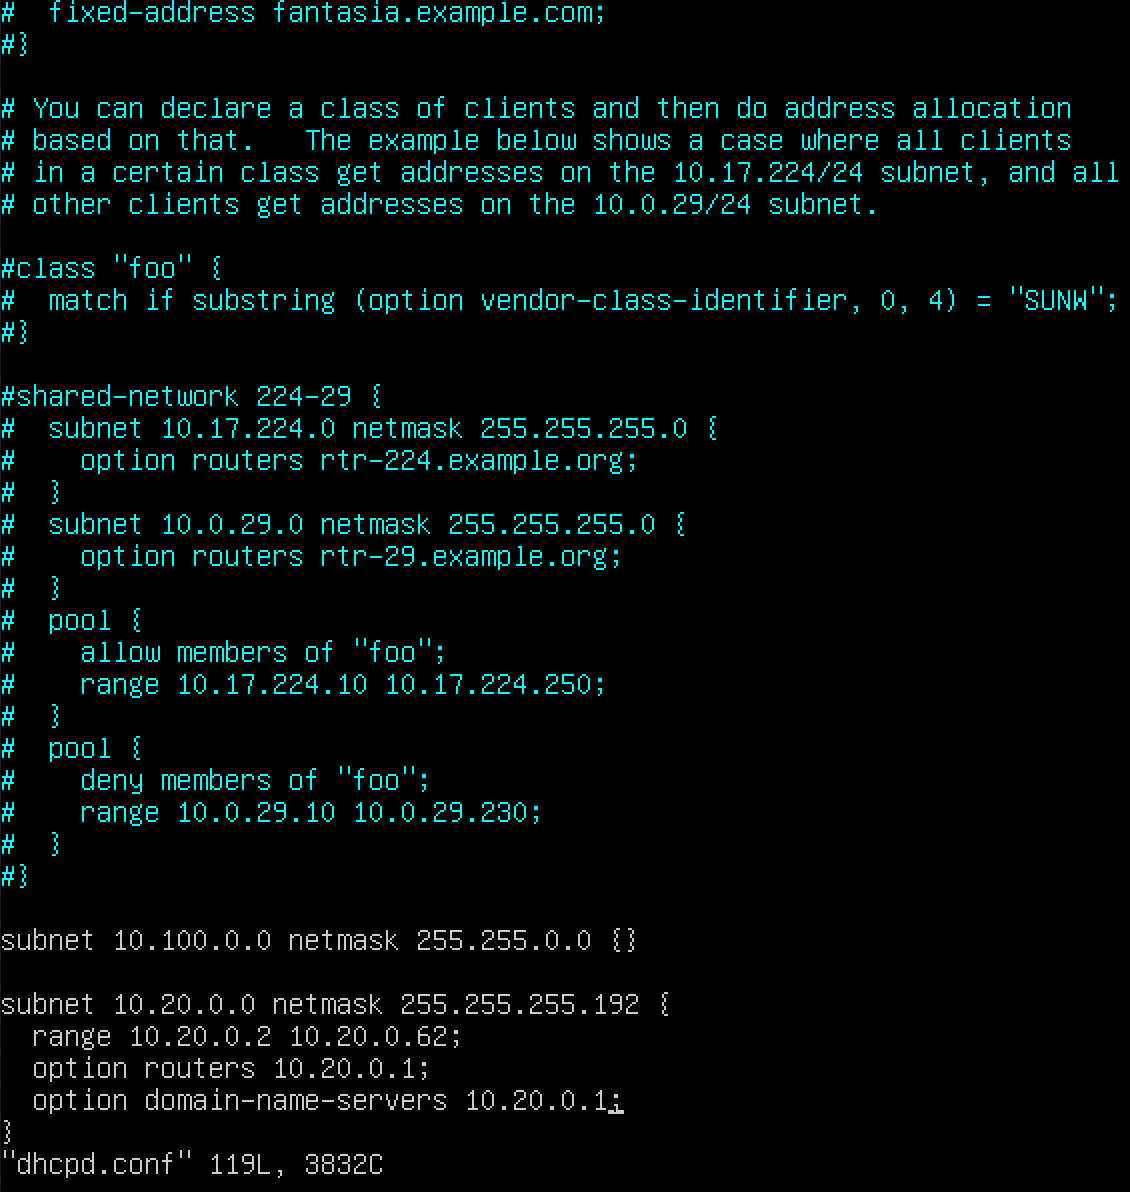 #  fixed-address fantasia.example.com;
#}

# You can declare a class of clients and then do address allocation
# based on that.   The example below shows a case where all clients
# in a certain class get addresses on the 10.17.224/24 subnet, and all
# other clients get addresses on the 10.0.29/24 subnet.

#class "foo" {
#  match if substring (option vendor-class-identifier, 0, 4) = "SUNW";
#}

#shared-network 224-29 {
#  subnet 10.17.224.0 netmask 255.255.255.0 {
#    option routers rtr-224.example.org;
#  }
#  subnet 10.0.29.0 netmask 255.255.255.0 {
#    option routers rtr-29.example.org;
#  }
#  pool {
#    allow members of "foo";
#    range 10.17.224.10 10.17.224.250;
#  }
#  pool {
#    deny members of "foo";
#    range 10.0.29.10 10.0.29.230;
#  }
#}

subnet 10.100.0.0 netmask 255.255.0.0 {}

subnet 10.20.0.0 netmask 255.255.255.192 {
  range 10.20.0.2 10.20.0.62;
  option routers 10.20.0.1;
  option domain-name-servers 10.20.0.1;
}
"dhcpd.conf" 119L, 3832C